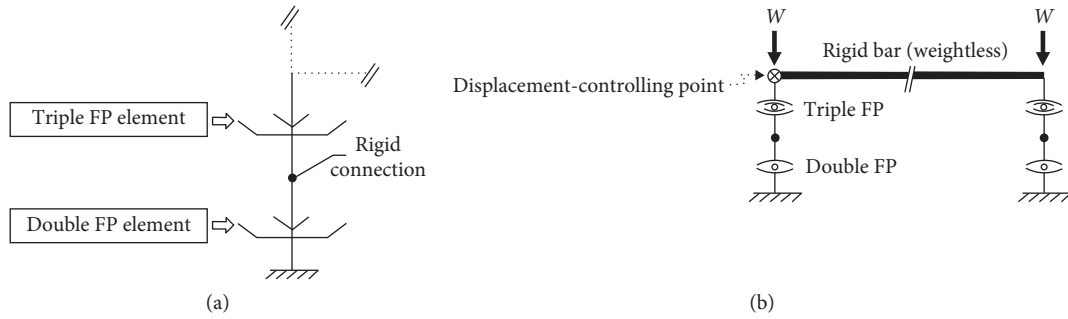 Triple FP element
Rigid
connection
Double FP element
(a)
W
W
Rigid bar (weightless)
Displacement-controlling point
Triple FP
Double FP
(b)